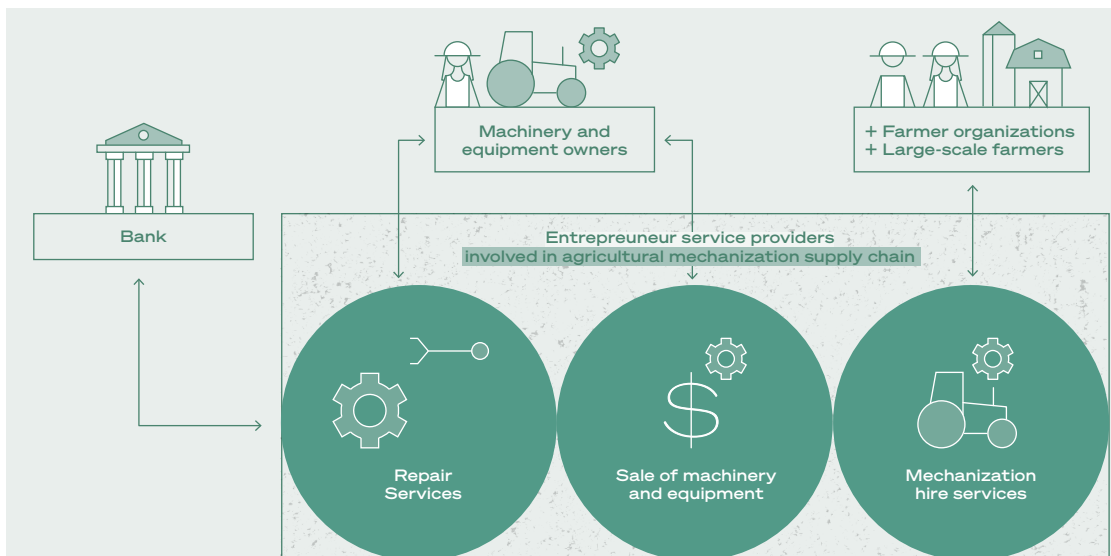 Machinery and
equipment owners
+ Farmer organizations
+ Large-scale farmers
Bank
Entrepreuneur service providers
involved in agricultural mechanization supply chain
Repair
Services
Sale of machinery
and equipment
Mechanization
hire services